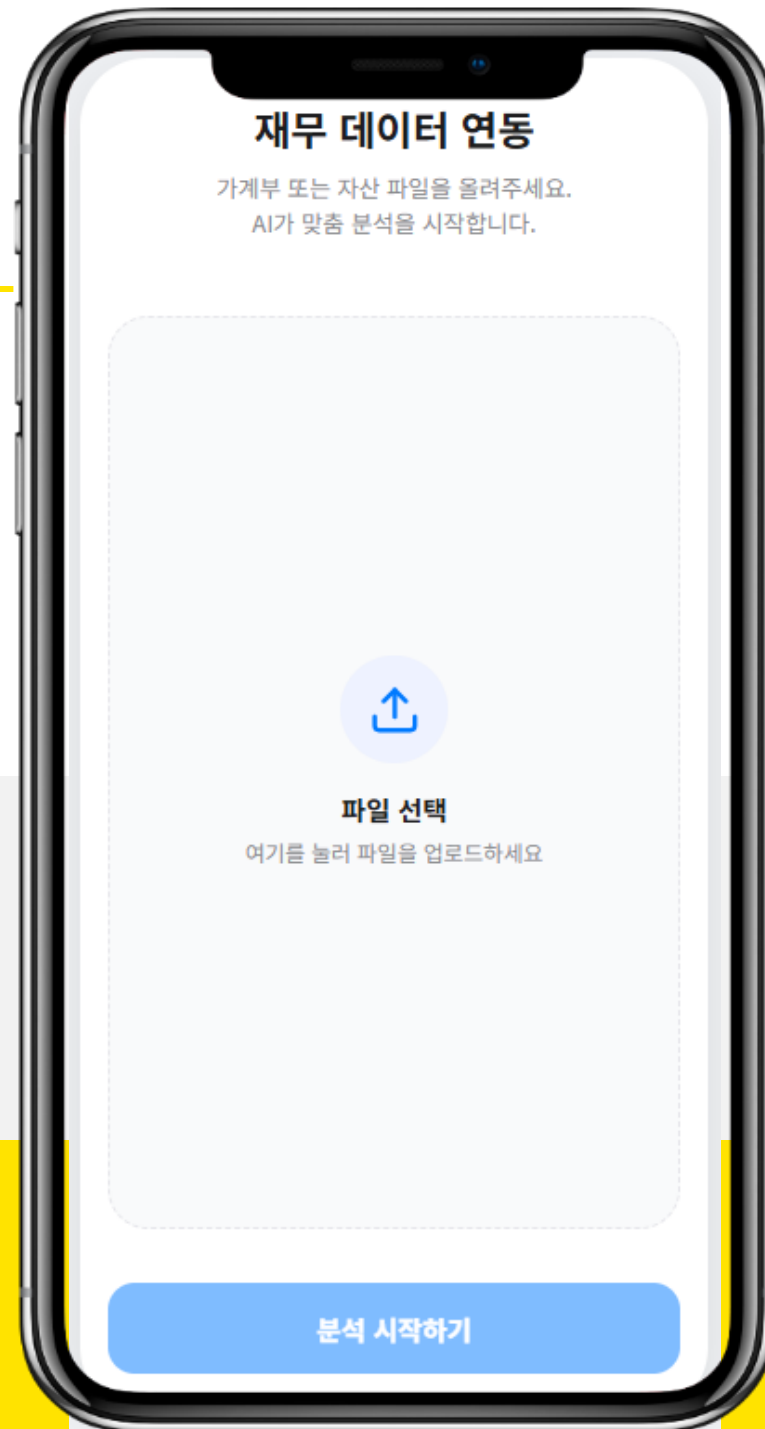 재무 데이터 연동
가계부 또는 자산 파일을 올려주세요.
AI가 맞춤 분석을 시작합니다.
파일 선택
여기를 눌러 파일을 업로드하세요
분석 시작하기